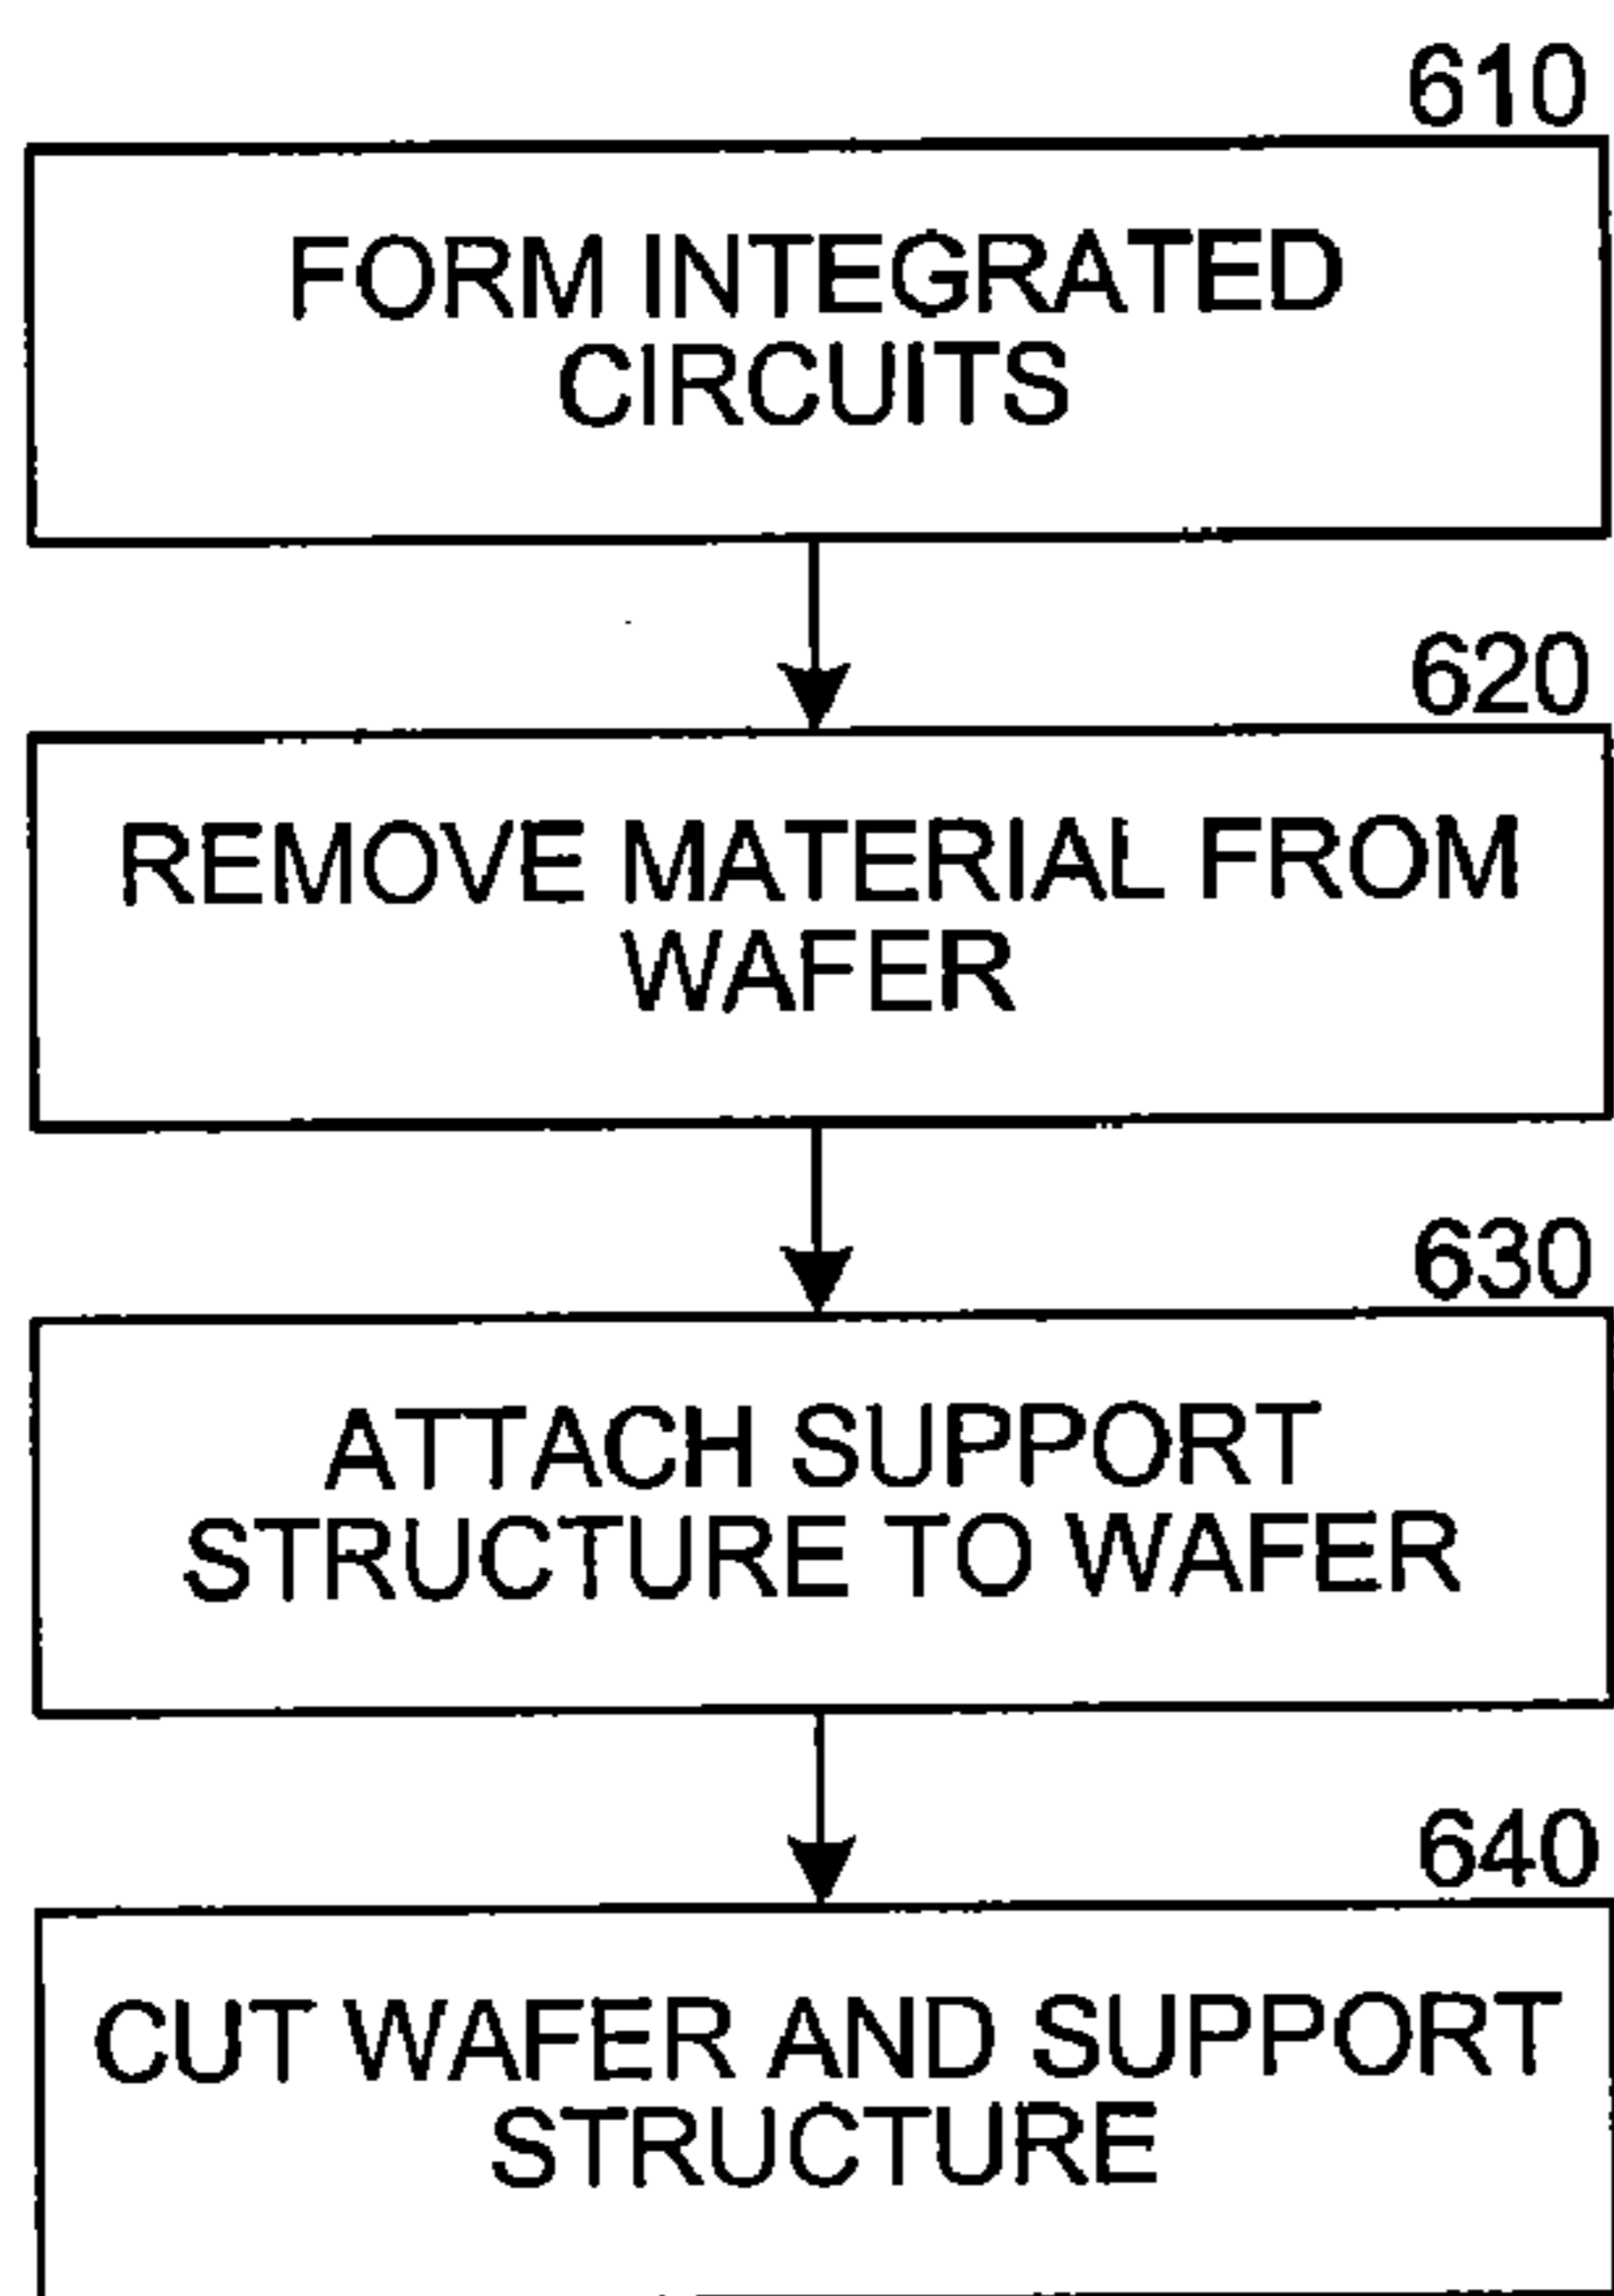 610
FORM INTEGRATED
CIRCUITS
620
REMOVE MATERIAL FROM
WAFER
630
ATTACH SUPPORT
STRUCTURE TO WAFER
640
CUT WAFER AND SUPPORT
STRUCTURE